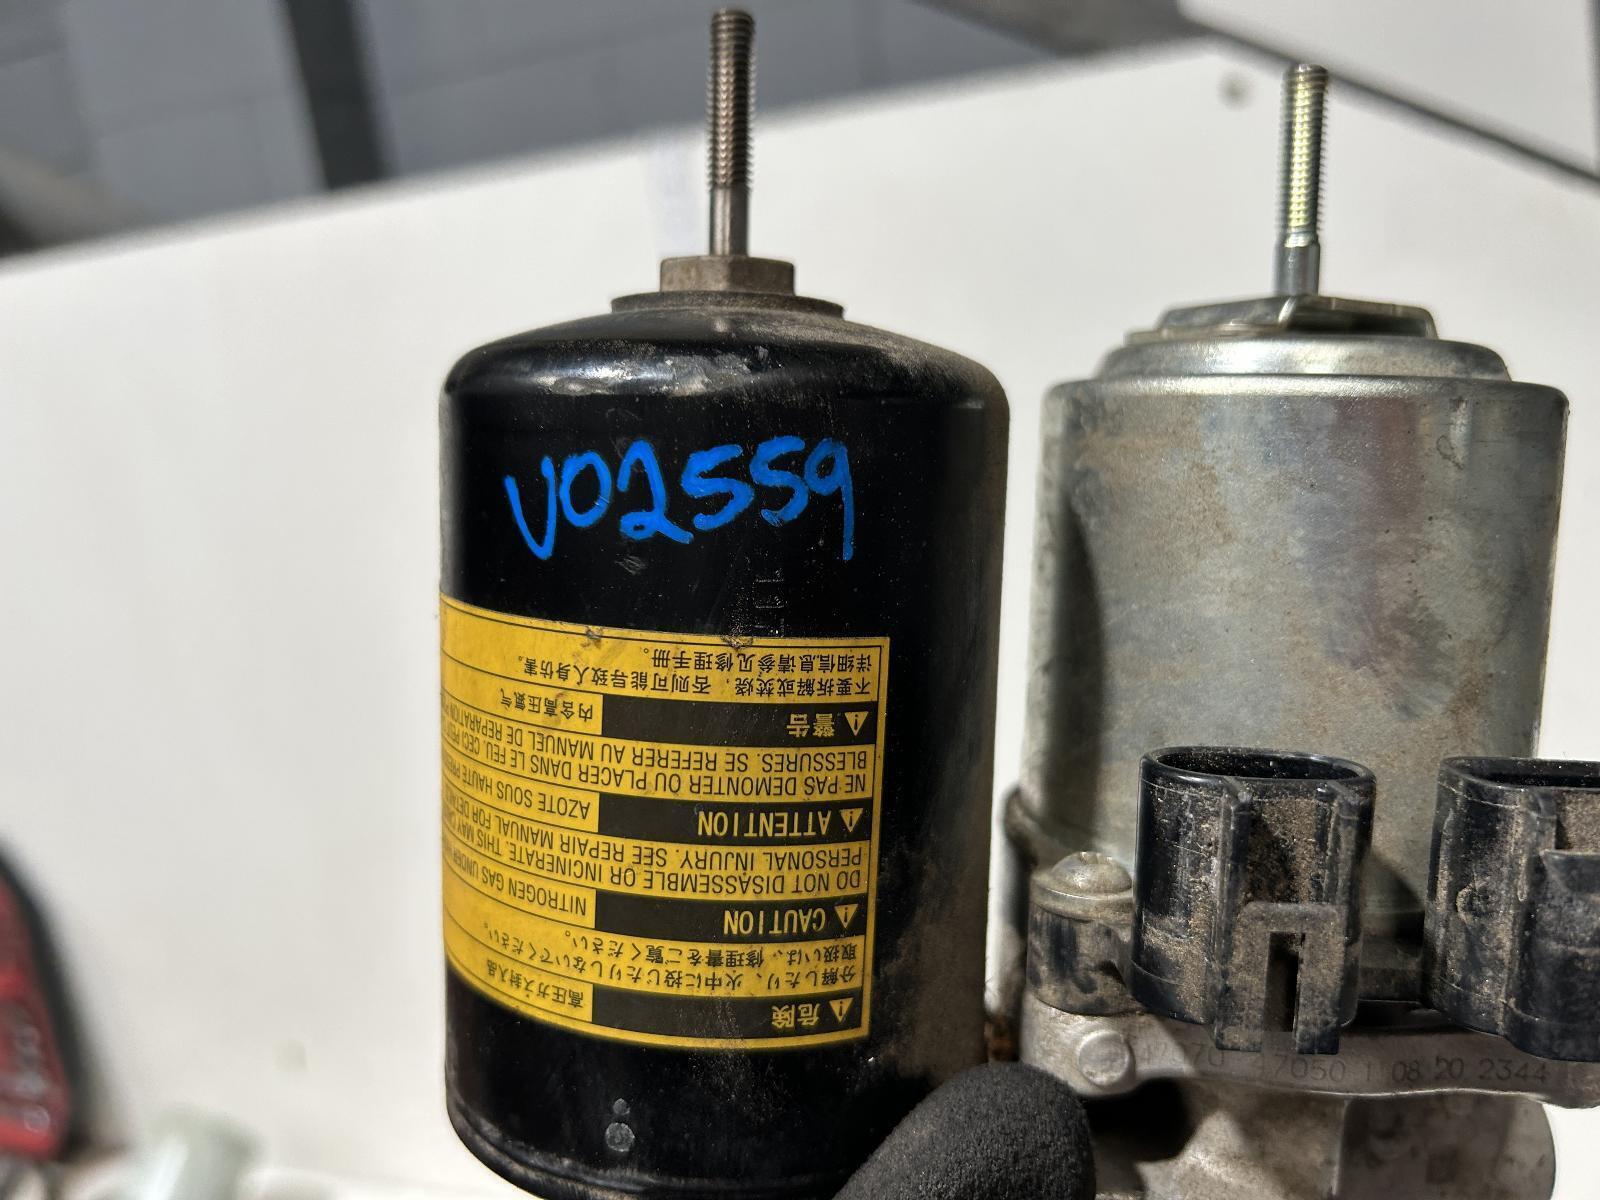 V02559
危険
高圧ガス封入品
分解したり、火中に投じたりしないでください。
取扱いは、修理書をご覧ください。
CAUTION
NITROGEN GAS UNDER
DO NOT DISASSEMBLE OR INCINERATE. THIS MAY
PERSONAL INJURY. SEE REPAIR MANUAL FOR DETAI
ATTENTION
AZOTE SOUS HAUTE PRES
NE PAS DEMONTER OU PLACER DANS LE FEU. CECI PEUT
BLESSURES. SE REFERER AU MANUEL DE REPARATION
警告
内含高压氮气
不要拆解或焚烧，否则可能导致人身伤害。
详细信息请参见修理手册。
47050 1 08 20 2344